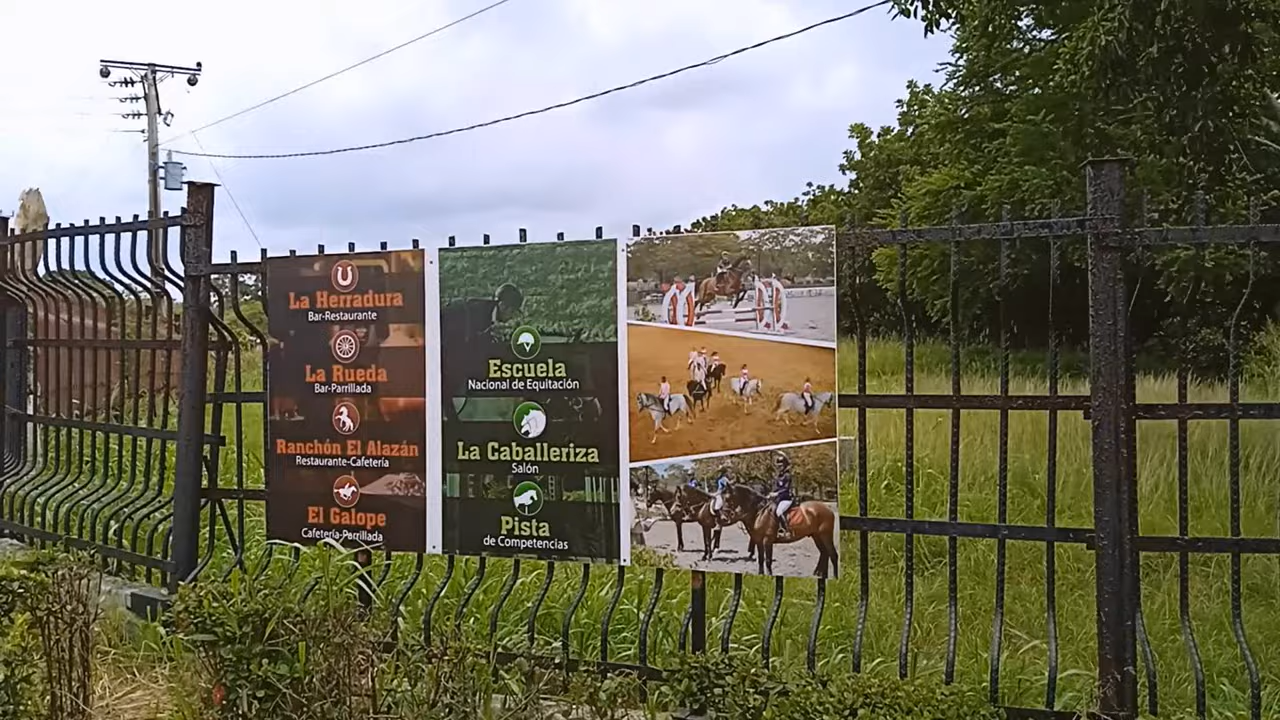 La Herradura
Bar-Restaurante
La Rueda
Bar-Parrillada
Ranchón El Alazán
Restaurante-Cafetería
El Galope
Cafetería-Parrillada
Escuela
Nacional de Equitación
La Caballeriza
Salón
Pista
de Competencias